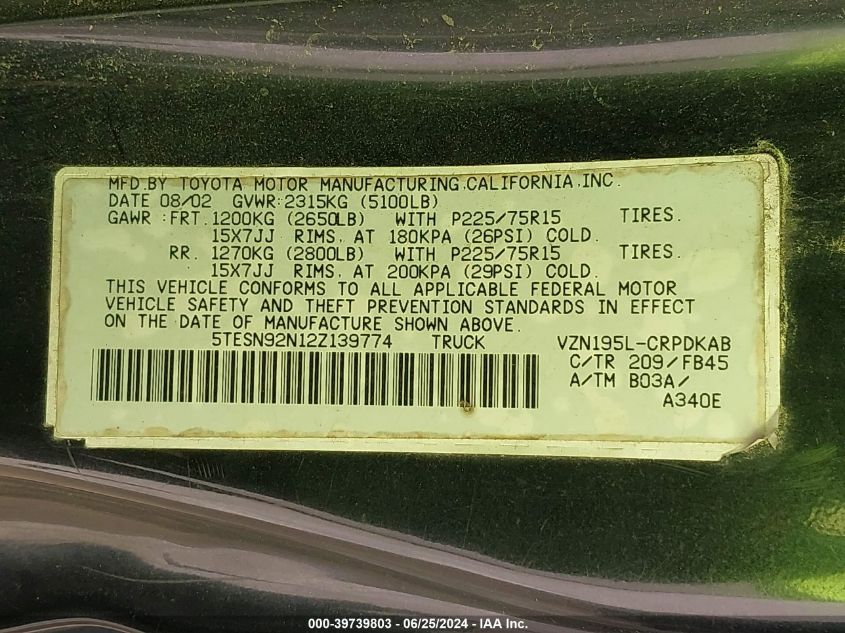 MFD.BY TOYOTA MOTOR MANUFACTURING,CALIFORNIA,INC.
DATE 08/02 GVWR:2315KG (5100LB)
GAWR :FRT.1200KG (2650LB) WITH P225/75R15 TIRES.
15X7JJ RIMS, AT 180KPA (26PSI) COLD.
RR. 1270KG (2800LB) WITH P225/75R15 TIRES.
15X7JJ RIMS, AT 200KPA (29PSI) COLD.
THIS VEHICLE CONFORMS TO ALL APPLICABLE FEDERAL MOTOR
VEHICLE SAFETY AND THEFT PREVENTION STANDARDS IN EFFECT
ON THE DATE OF MANUFACTURE SHOWN ABOVE.
5TESN92N12Z139774 TRUCK VZN195L-CRPDKAB
C/TR 209/FB45
A/TM B03A/
A340E
000-39739803 - 06/25/2024 - IAA Inc.